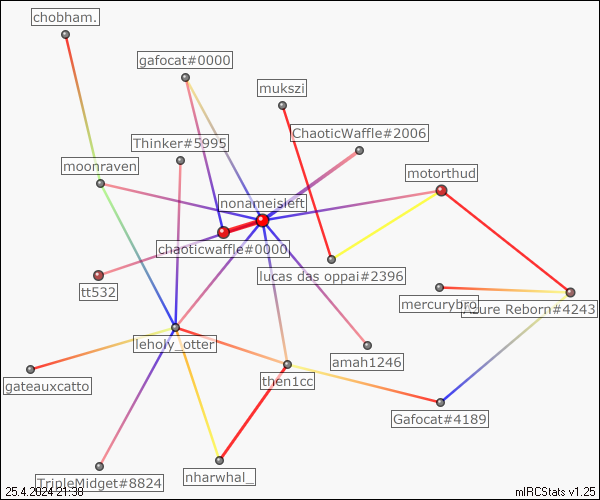 chobham.
gafocat#0000
mukszi
ChaoticWaffle#2006
Thinker#5995
moonraven
motorthud
nonameisleft
chaoticwaffle#0000
lucas das oppai#2396
tt532
mercurybro
Azure Reborn#4243
leholy_otter
amah1246
then1cc
gateauxcatto
Gafocat#4189
nharwhal_
TripleMidget#8824
25.4.2024 21:38
mIRCStats v1.25